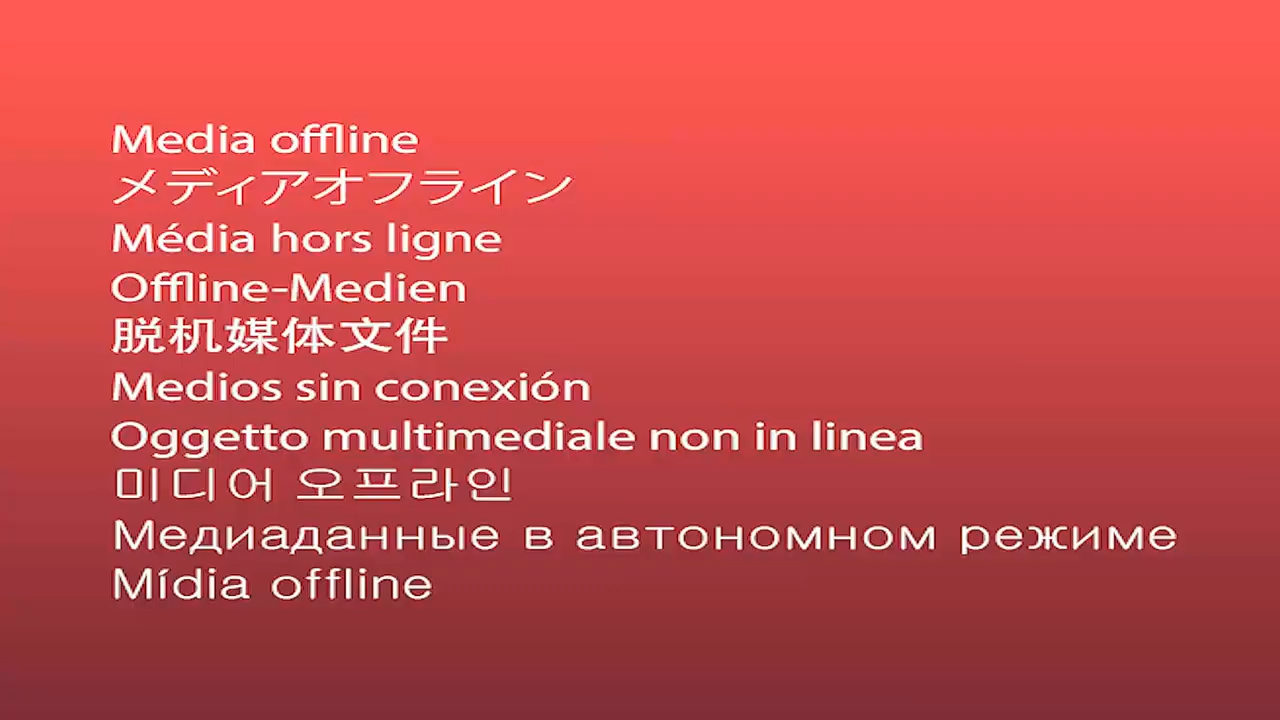 Media offline
メディアオフライン
Média hors ligne
Offline-Medien
脱机媒体文件
Medios sin conexión
Oggetto multimediale non in linea
미디어 오프라인
Медиаданные в автономном режиме
Mídia offline